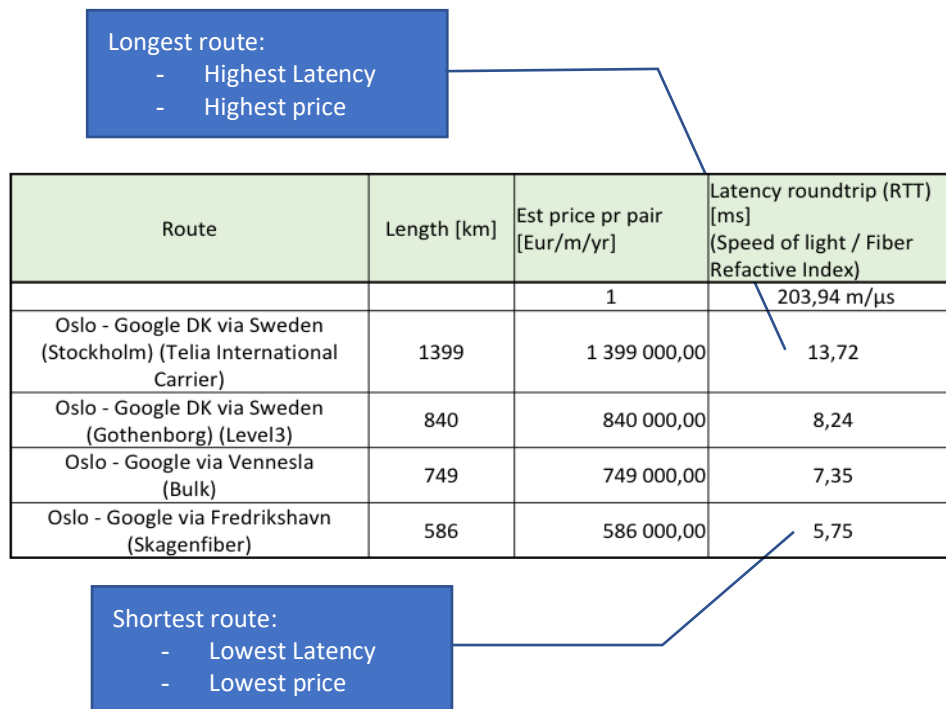 Longest route:
- Highest Latency
- Highest price
Route
Length [km]
Est price pr pair
[Eur/m/yr]
Latency roundtrip (RTT)
[ms]
(Speed of light / Fiber
Refactive Index)
1
203,94 m/µs
Oslo - Google DK via Sweden
(Stockholm) (Telia International
Carrier)
1399
1 399 000,00
13,72
Oslo - Google DK via Sweden
(Gothenborg) (Level3)
840
840 000,00
8,24
Oslo - Google via Vennesla
(Bulk)
749
749 000,00
7,35
Oslo - Google via Fredrikshavn
(Skagenfiber)
586
586 000,00
5,75
Shortest route:
- Lowest Latency
- Lowest price